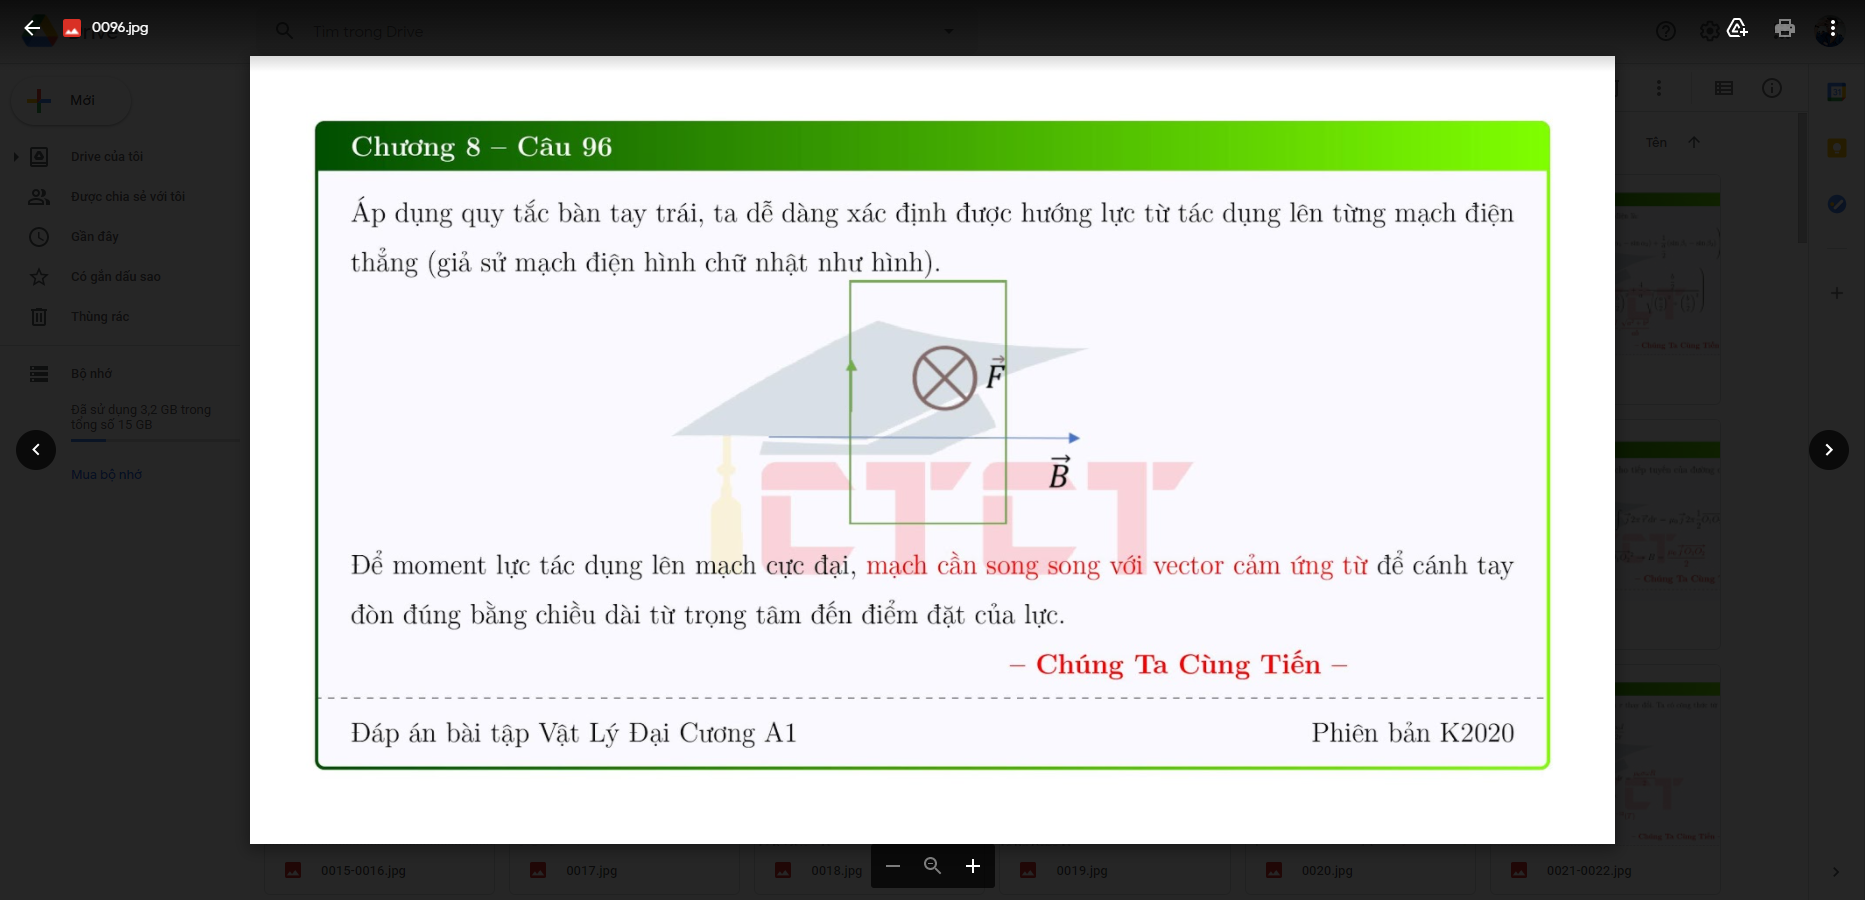 0096.jpg
Tìm trong Drive
Mới
Drive của tôi
Được chia sẻ với tôi
Gần đây
Có gắn dấu sao
Thùng rác
Bộ nhớ
Đã sử dụng 3,2 GB trong
tổng số 15 GB
Mua bộ nhớ
Tên
Chương 8 – Câu 96
Áp dụng quy tắc bàn tay trái, ta dễ dàng xác định được hướng lực từ tác dụng lên từng mạch điện
thẳng (giả sử mạch điện hình chữ nhật như hình).
F⃗
B⃗
CTCT
Để moment lực tác dụng lên mạch cực đại, mạch cần song song với vector cảm ứng từ để cánh tay
đòn đúng bằng chiều dài từ trọng tâm đến điểm đặt của lực.
– Chúng Ta Cùng Tiến –
Đáp án bài tập Vật Lý Đại Cương A1
Phiên bản K2020
0015-0016.jpg
0017.jpg
0018.jpg
0019.jpg
0020.jpg
0021-0022.jpg